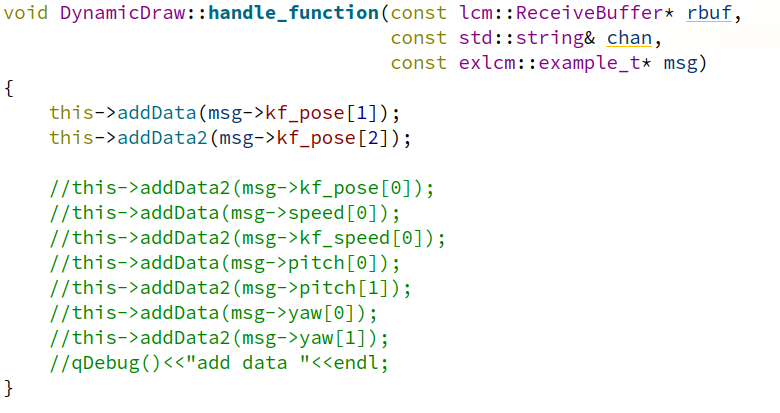 void DynamicDraw::handle_function(const lcm::ReceiveBuffer* rbuf,
                                  const std::string& chan,
                                  const exlcm::example_t* msg)
{
    this->addData(msg->kf_pose[1]);
    this->addData2(msg->kf_pose[2]);

    //this->addData2(msg->kf_pose[0]);
    //this->addData(msg->speed[0]);
    //this->addData2(msg->kf_speed[0]);
    //this->addData(msg->pitch[0]);
    //this->addData2(msg->pitch[1]);
    //this->addData(msg->yaw[0]);
    //this->addData2(msg->yaw[1]);
    //qDebug()<<"add data "<<endl;
}